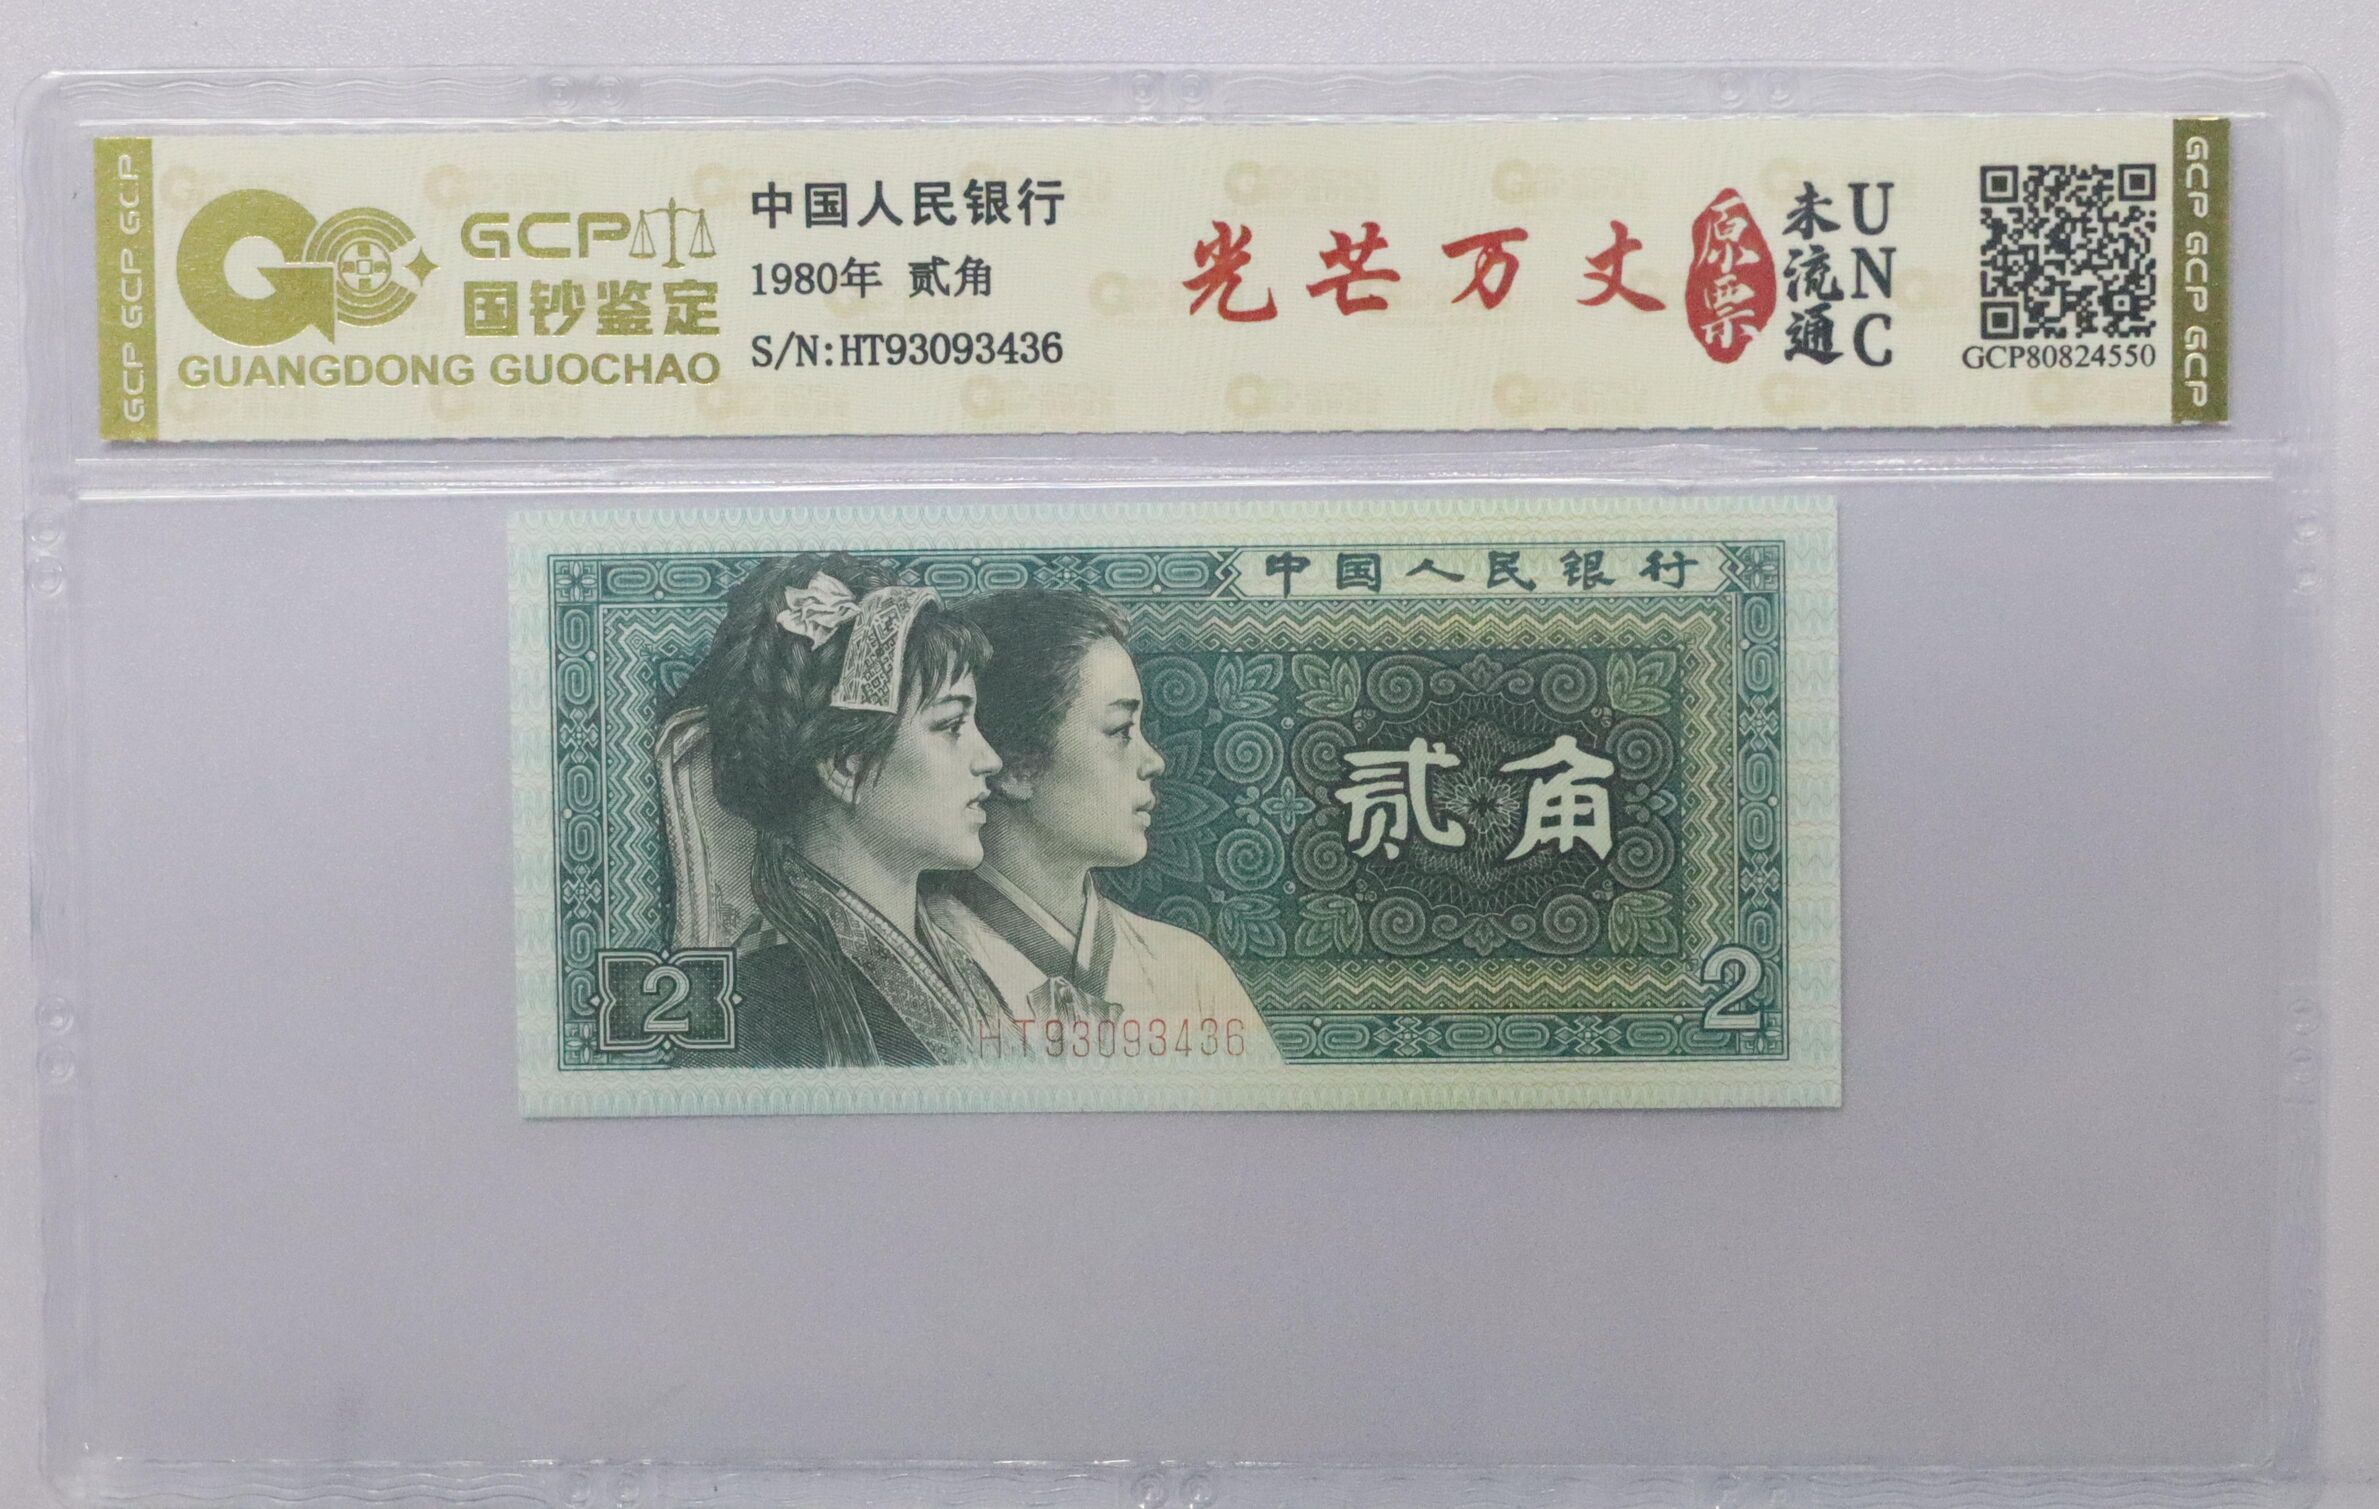 GCP GCP GCP
GCP
国钞鉴定
GUANGDONG GUOCHAO
中国人民银行
1980年 贰角
S/N:HT93093436
光芒万丈
原票
未流通
UNC
GCP80824550
GCP GCP GCP
中国人民银行
贰角
2
2
HT93093436